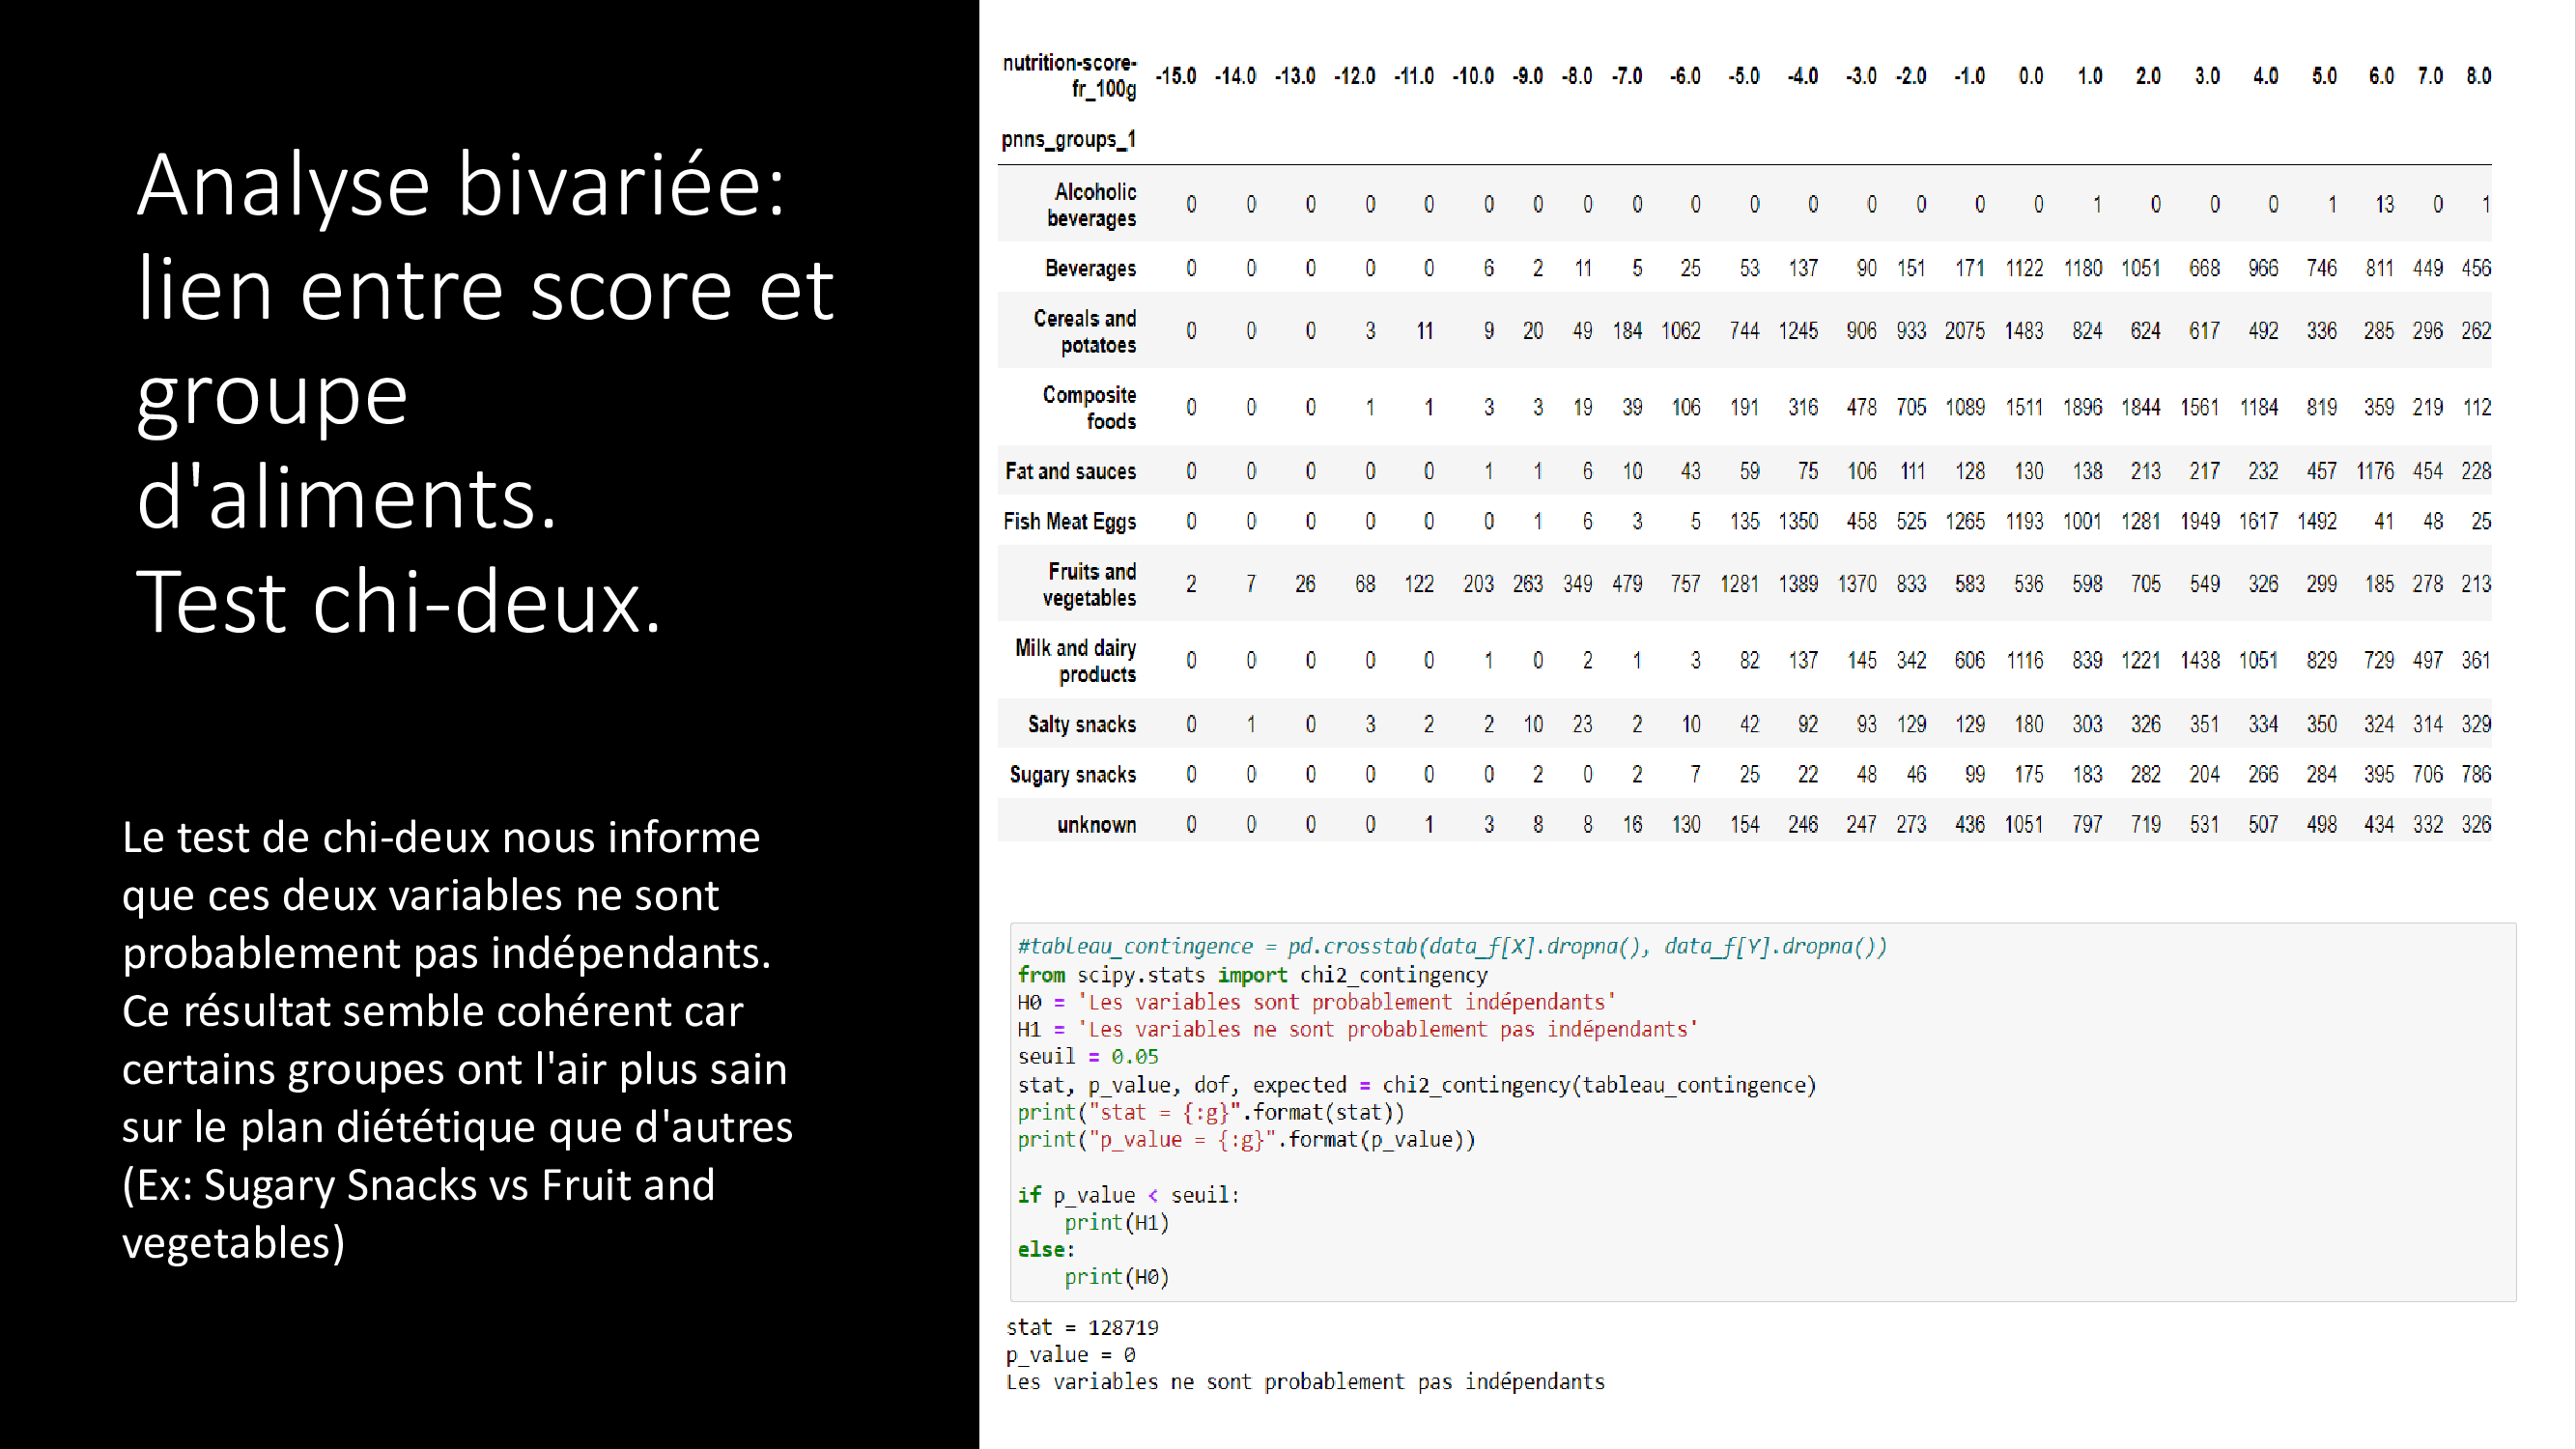 Analyse bivariée:
lien entre score et
groupe
d'aliments.
Test chi-deux.
Le test de chi-deux nous informe
que ces deux variables ne sont
probablement pas indépendants.
Ce résultat semble cohérent car
certains groupes ont l'air plus sain
sur le plan diététique que d'autres
(Ex: Sugary Snacks vs Fruit and
vegetables)
nutrition-score-
fr_100g -15.0 -14.0 -13.0 -12.0 -11.0 -10.0 -9.0 -8.0 -7.0 -6.0 -5.0 -4.0 -3.0 -2.0 -1.0 0.0 1.0 2.0 3.0 4.0 5.0 6.0 7.0 8.0
pnns_groups_1
Alcoholic
beverages 0 0 0 0 0 0 0 0 0 0 0 0 0 0 0 0 1 0 0 0 1 13 0 1
Beverages 0 0 0 0 0 6 2 11 5 25 53 137 90 151 171 1122 1180 1051 668 966 746 811 449 456
Cereals and
potatoes 0 0 0 3 11 9 20 49 184 1062 744 1245 906 933 2075 1483 824 624 617 492 336 285 296 262
Composite
foods 0 0 0 1 1 3 3 19 39 106 191 316 478 705 1089 1511 1896 1844 1561 1184 819 359 219 112
Fat and sauces 0 0 0 0 0 1 1 6 10 43 59 75 106 111 128 130 138 213 217 232 457 1176 454 228
Fish Meat Eggs 0 0 0 0 0 0 1 6 3 5 135 1350 458 525 1265 1193 1001 1281 1949 1617 1492 41 48 25
Fruits and
vegetables 2 7 26 68 122 203 263 349 479 757 1281 1389 1370 833 583 536 598 705 549 326 299 185 278 213
Milk and dairy
products 0 0 0 0 0 1 0 2 1 3 82 137 145 342 606 1116 839 1221 1438 1051 829 729 497 361
Salty snacks 0 1 0 3 2 2 10 23 2 10 42 92 93 129 129 180 303 326 351 334 350 324 314 329
Sugary snacks 0 0 0 0 0 0 2 0 2 7 25 22 48 46 99 175 183 282 204 266 284 395 706 786
unknown 0 0 0 0 1 3 8 8 16 130 154 246 247 273 436 1051 797 719 531 507 498 434 332 326
#tableau_contingence = pd.crosstab(data_f[X].dropna(), data_f[Y].dropna())
from scipy.stats import chi2_contingency
H0 = 'Les variables sont probablement indépendants'
H1 = 'Les variables ne sont probablement pas indépendants'
seuil = 0.05
stat, p_value, dof, expected = chi2_contingency(tableau_contingence)
print("stat = {:g}".format(stat))
print("p_value = {:g}".format(p_value))
if p_value < seuil:
    print(H1)
else:
    print(H0)
stat = 128719
p_value = 0
Les variables ne sont probablement pas indépendants